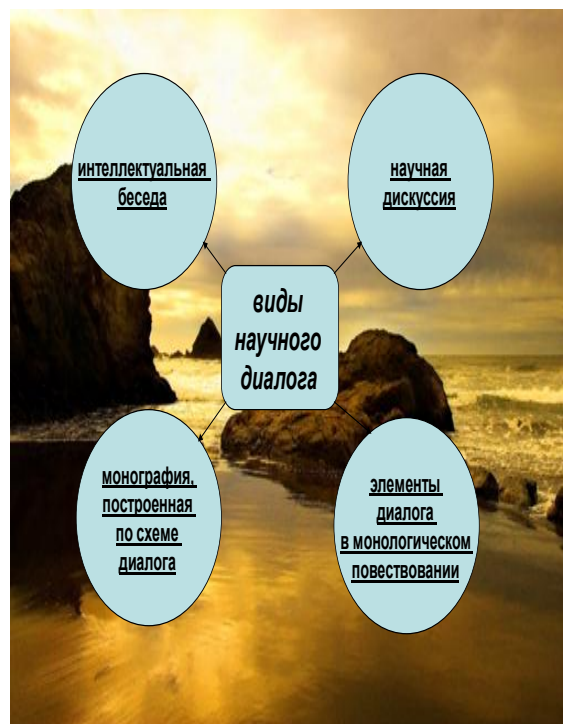 интеллектуальная
беседа
научная
дискуссия
виды
научного
диалога
монография,
построенная
по схеме
диалога
элементы
диалога
в монологическом
повествовании